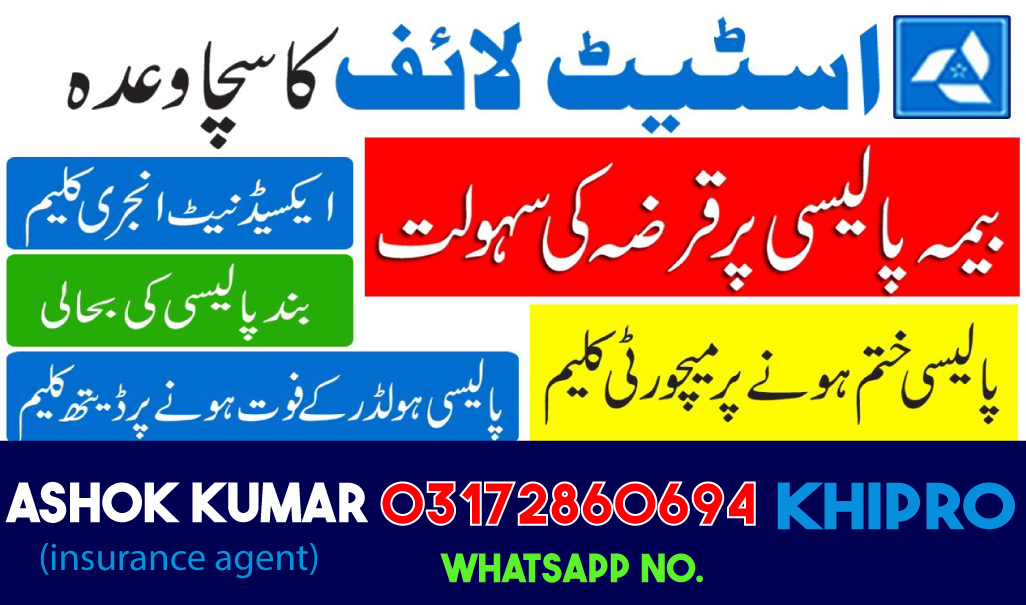 اسٹیٹ لائف کا سچا وعدہ
بیمہ پالیسی پر قرضہ کی سہولت
ایکسیڈنیٹ انجری کلیم
بند پالیسی کی بحالی
پالیسی ختم ہونے پر میچورٹی کلیم
پالیسی ہولڈر کے فوت ہونے پر ڈیتھ کلیم
ASHOK KUMAR 03172860694 KHIPRO
(insurance agent)
WHATSAPP NO.